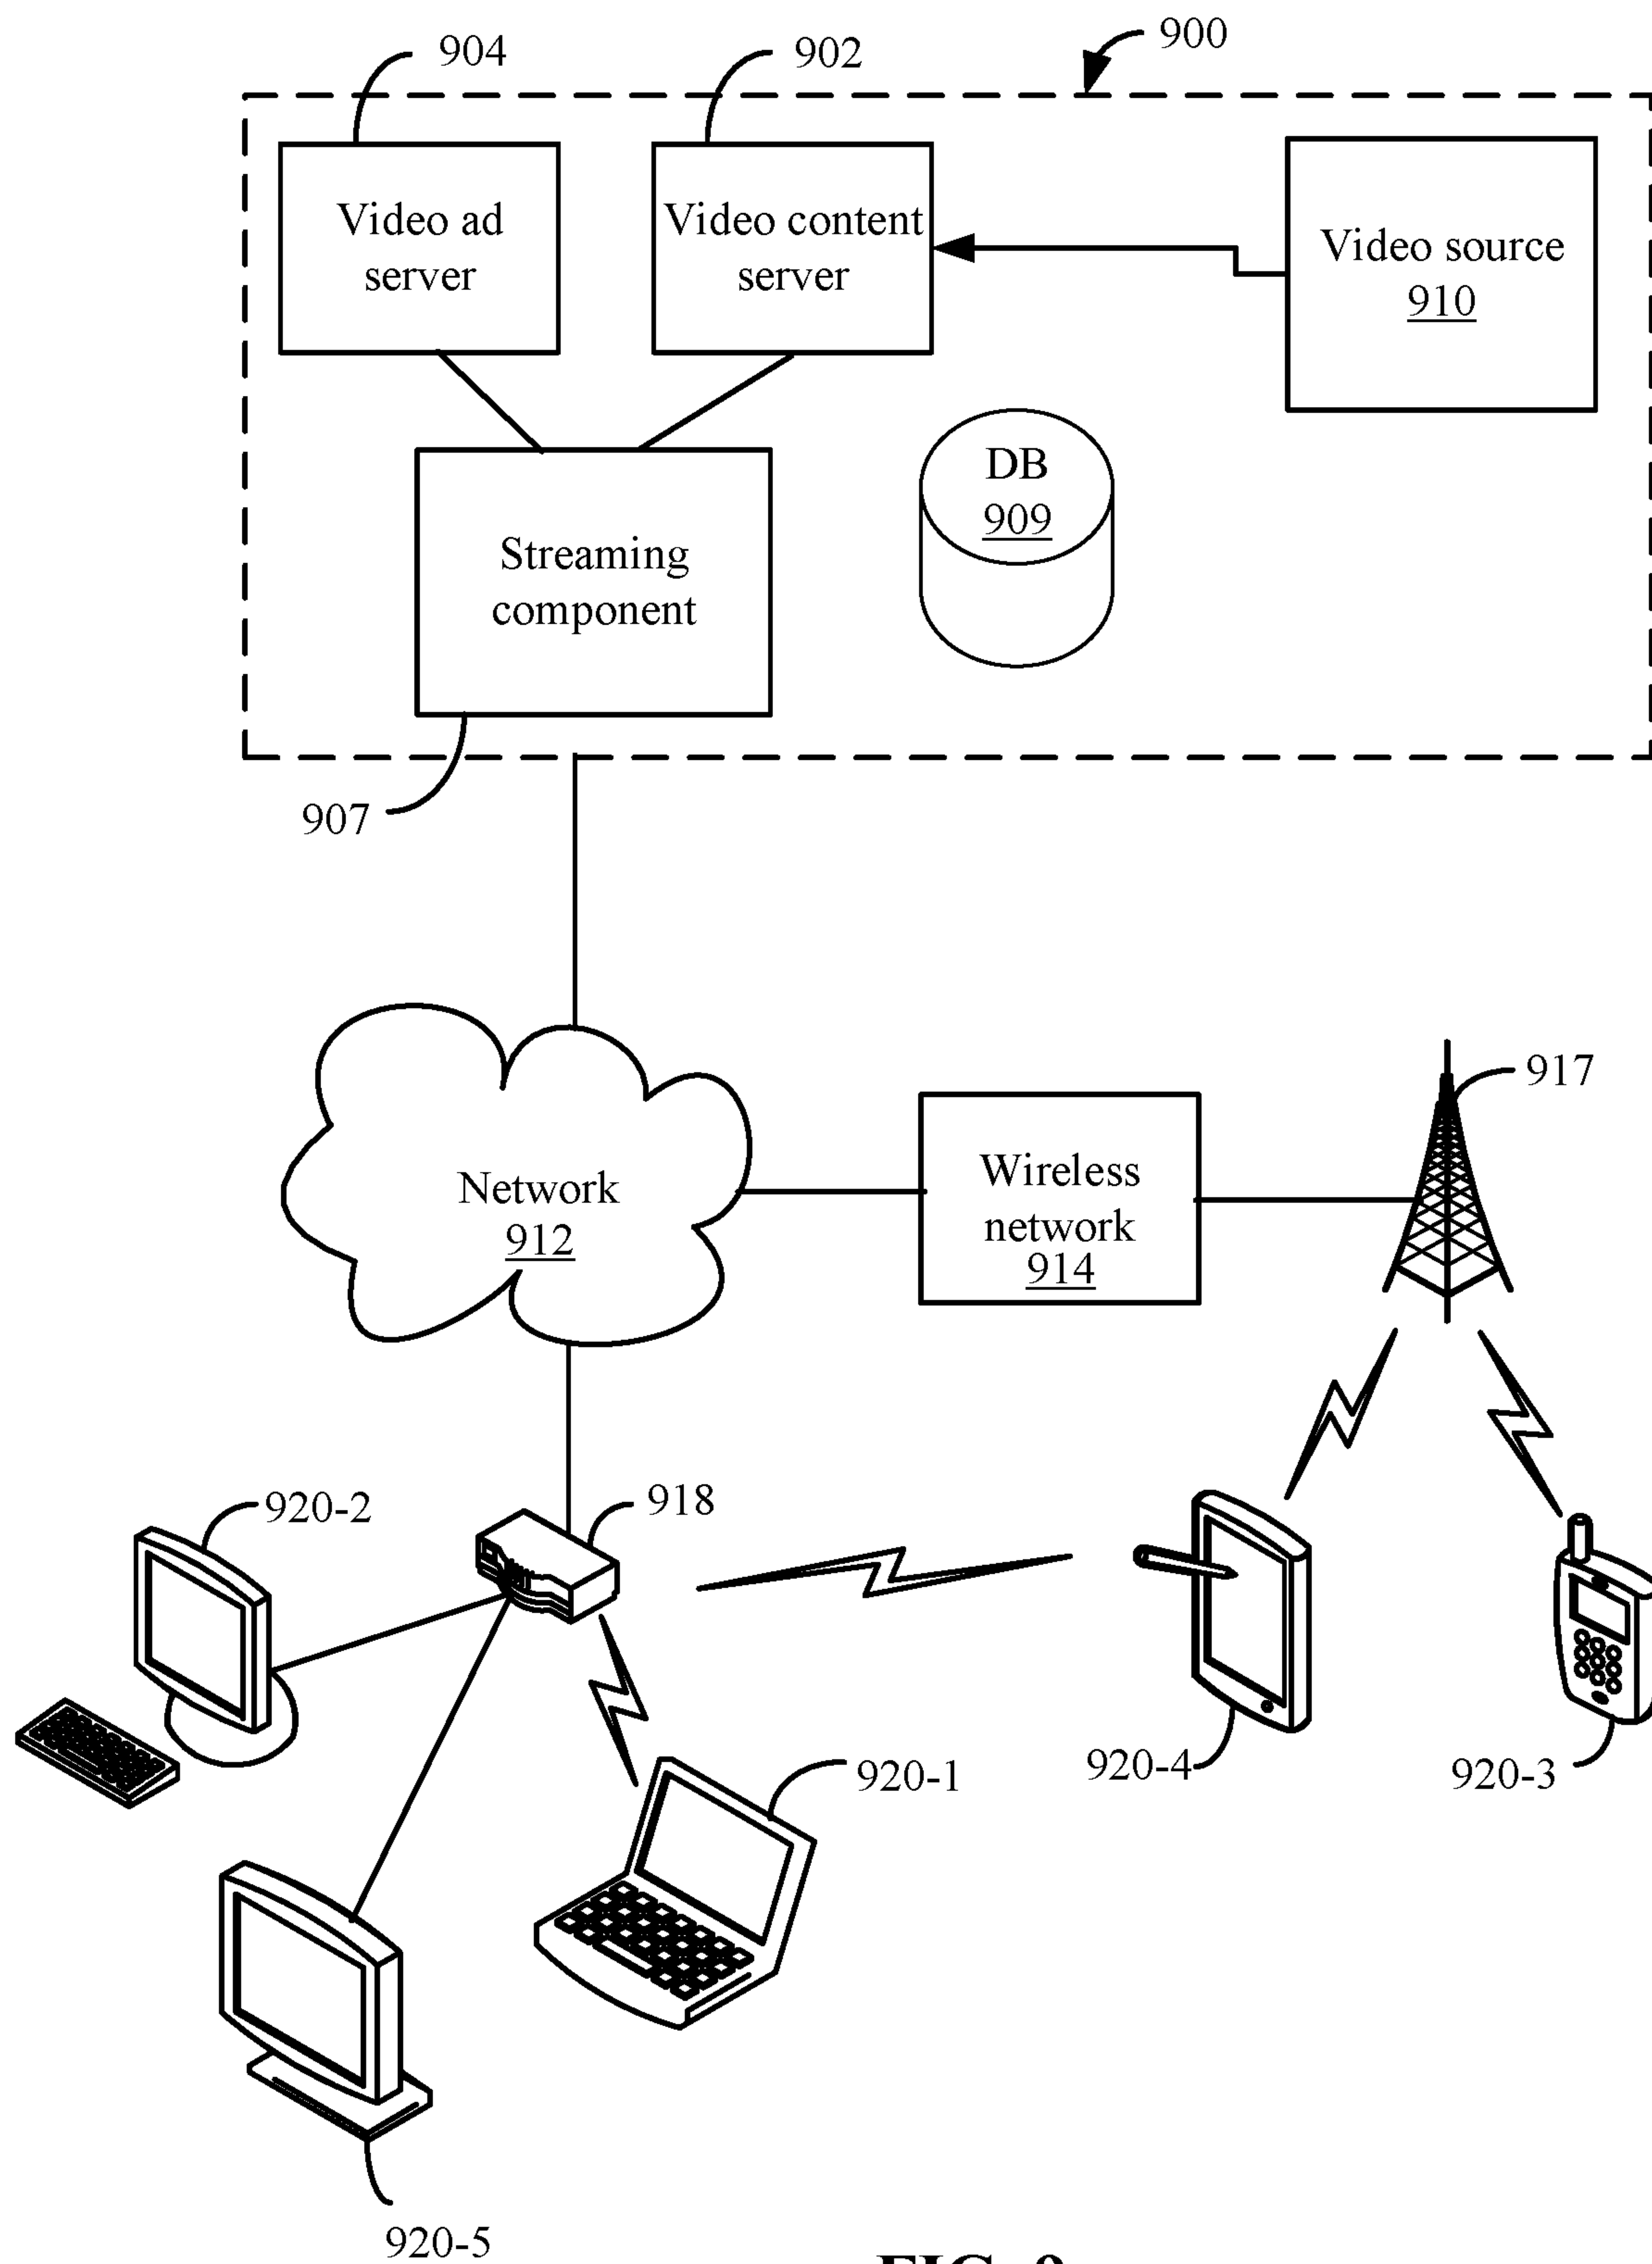 900
904
902
Video ad
server
Video content
server
Video source
910
DB
909
Streaming
component
907
917
Network
912
Wireless
network
914
920-2
918
920-1
920-4
920-3
920-5